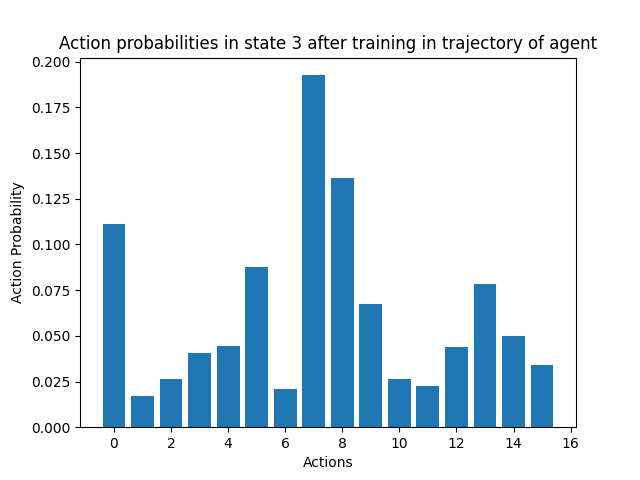 Action probabilities in state 3 after training in trajectory of agent
0.200
0.175
0.150
0.125
0.100
0.075
0.050
0.025
0.000
Action Probability
0 2 4 6 8 10 12 14 16
Actions